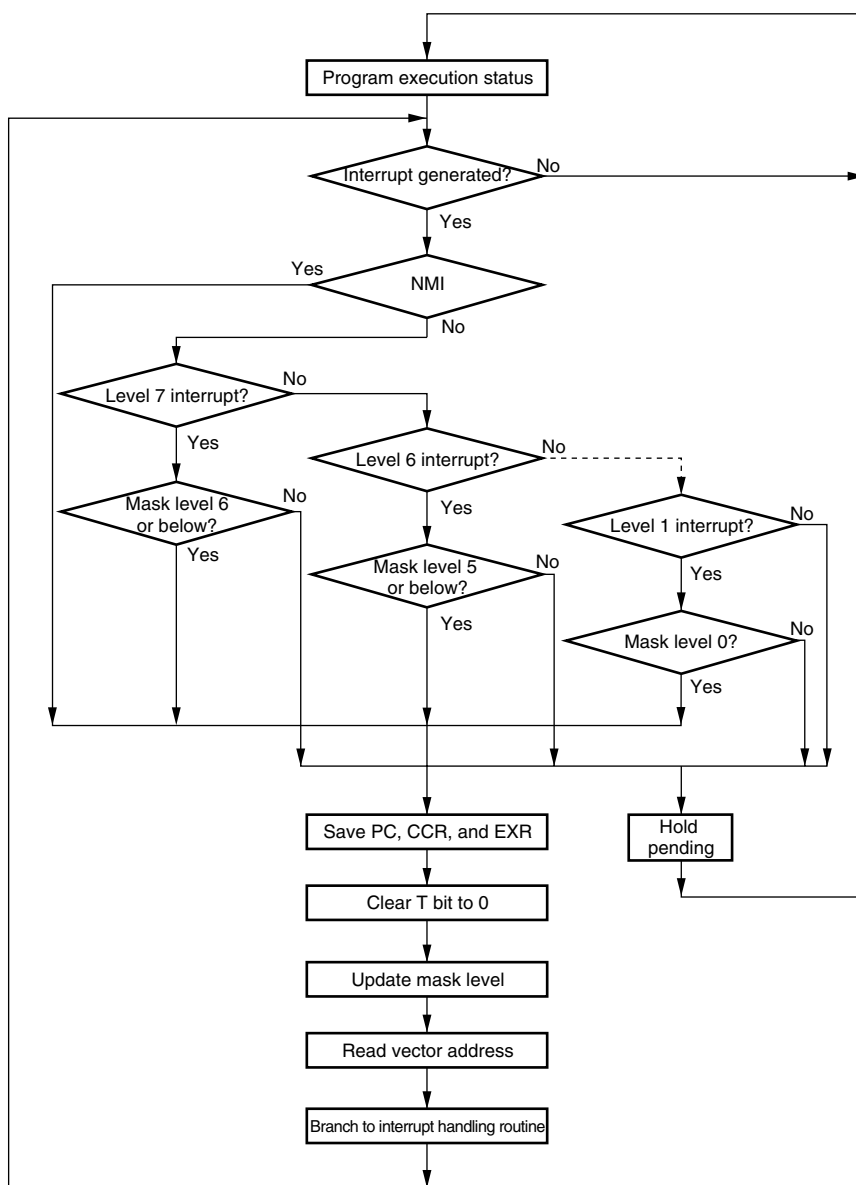 Program execution status
Interrupt generated?
No
Yes
Yes
NMI
No
Level 7 interrupt?
No
Yes
Level 6 interrupt?
No
Yes
Mask level 6
or below?
No
Yes
Level 1 interrupt?
No
Yes
Mask level 5
or below?
No
Yes
Mask level 0?
No
Yes
Save PC, CCR, and EXR
Hold
pending
Clear T bit to 0
Update mask level
Read vector address
Branch to interrupt handling routine